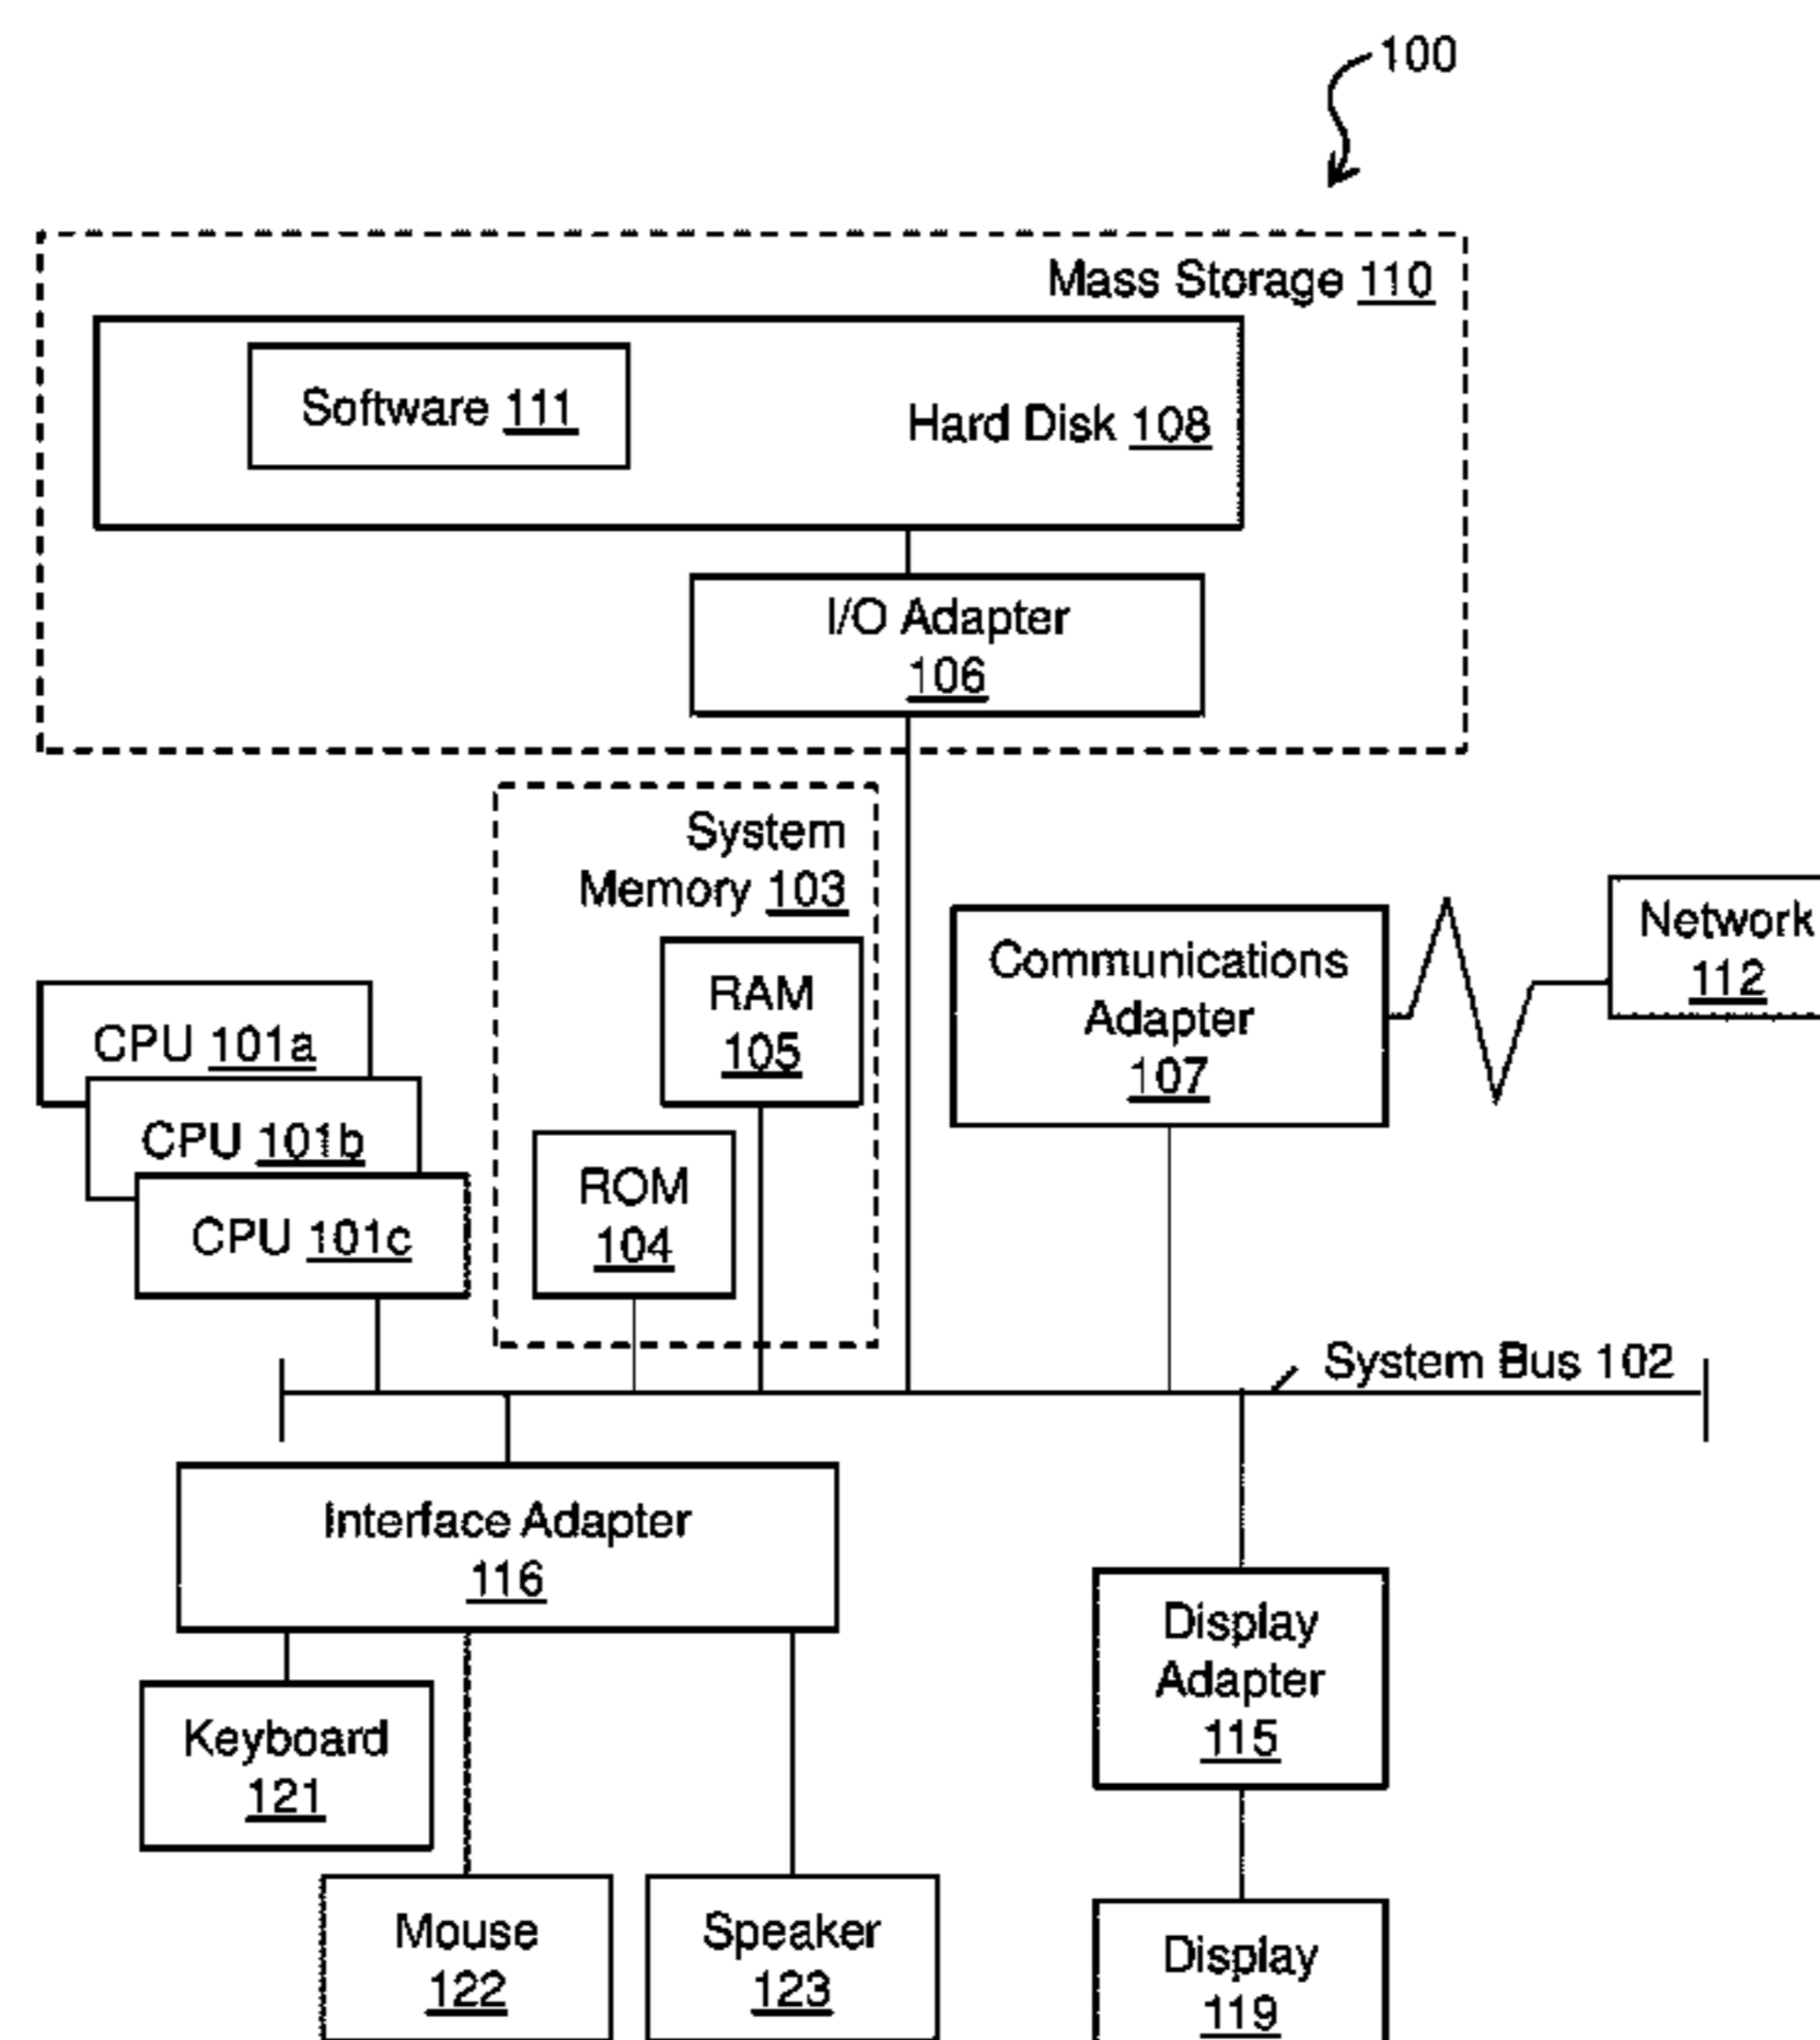 100
Mass Storage 110
Software 111
Hard Disk 108
I/O Adapter
106
System
Memory 103
RAM
105
ROM
104
CPU 101a
CPU 101b
CPU 101c
Communications
Adapter
107
Network
112
System Bus 102
Interface Adapter
116
Keyboard
121
Mouse
122
Speaker
123
Display
Adapter
115
Display
119